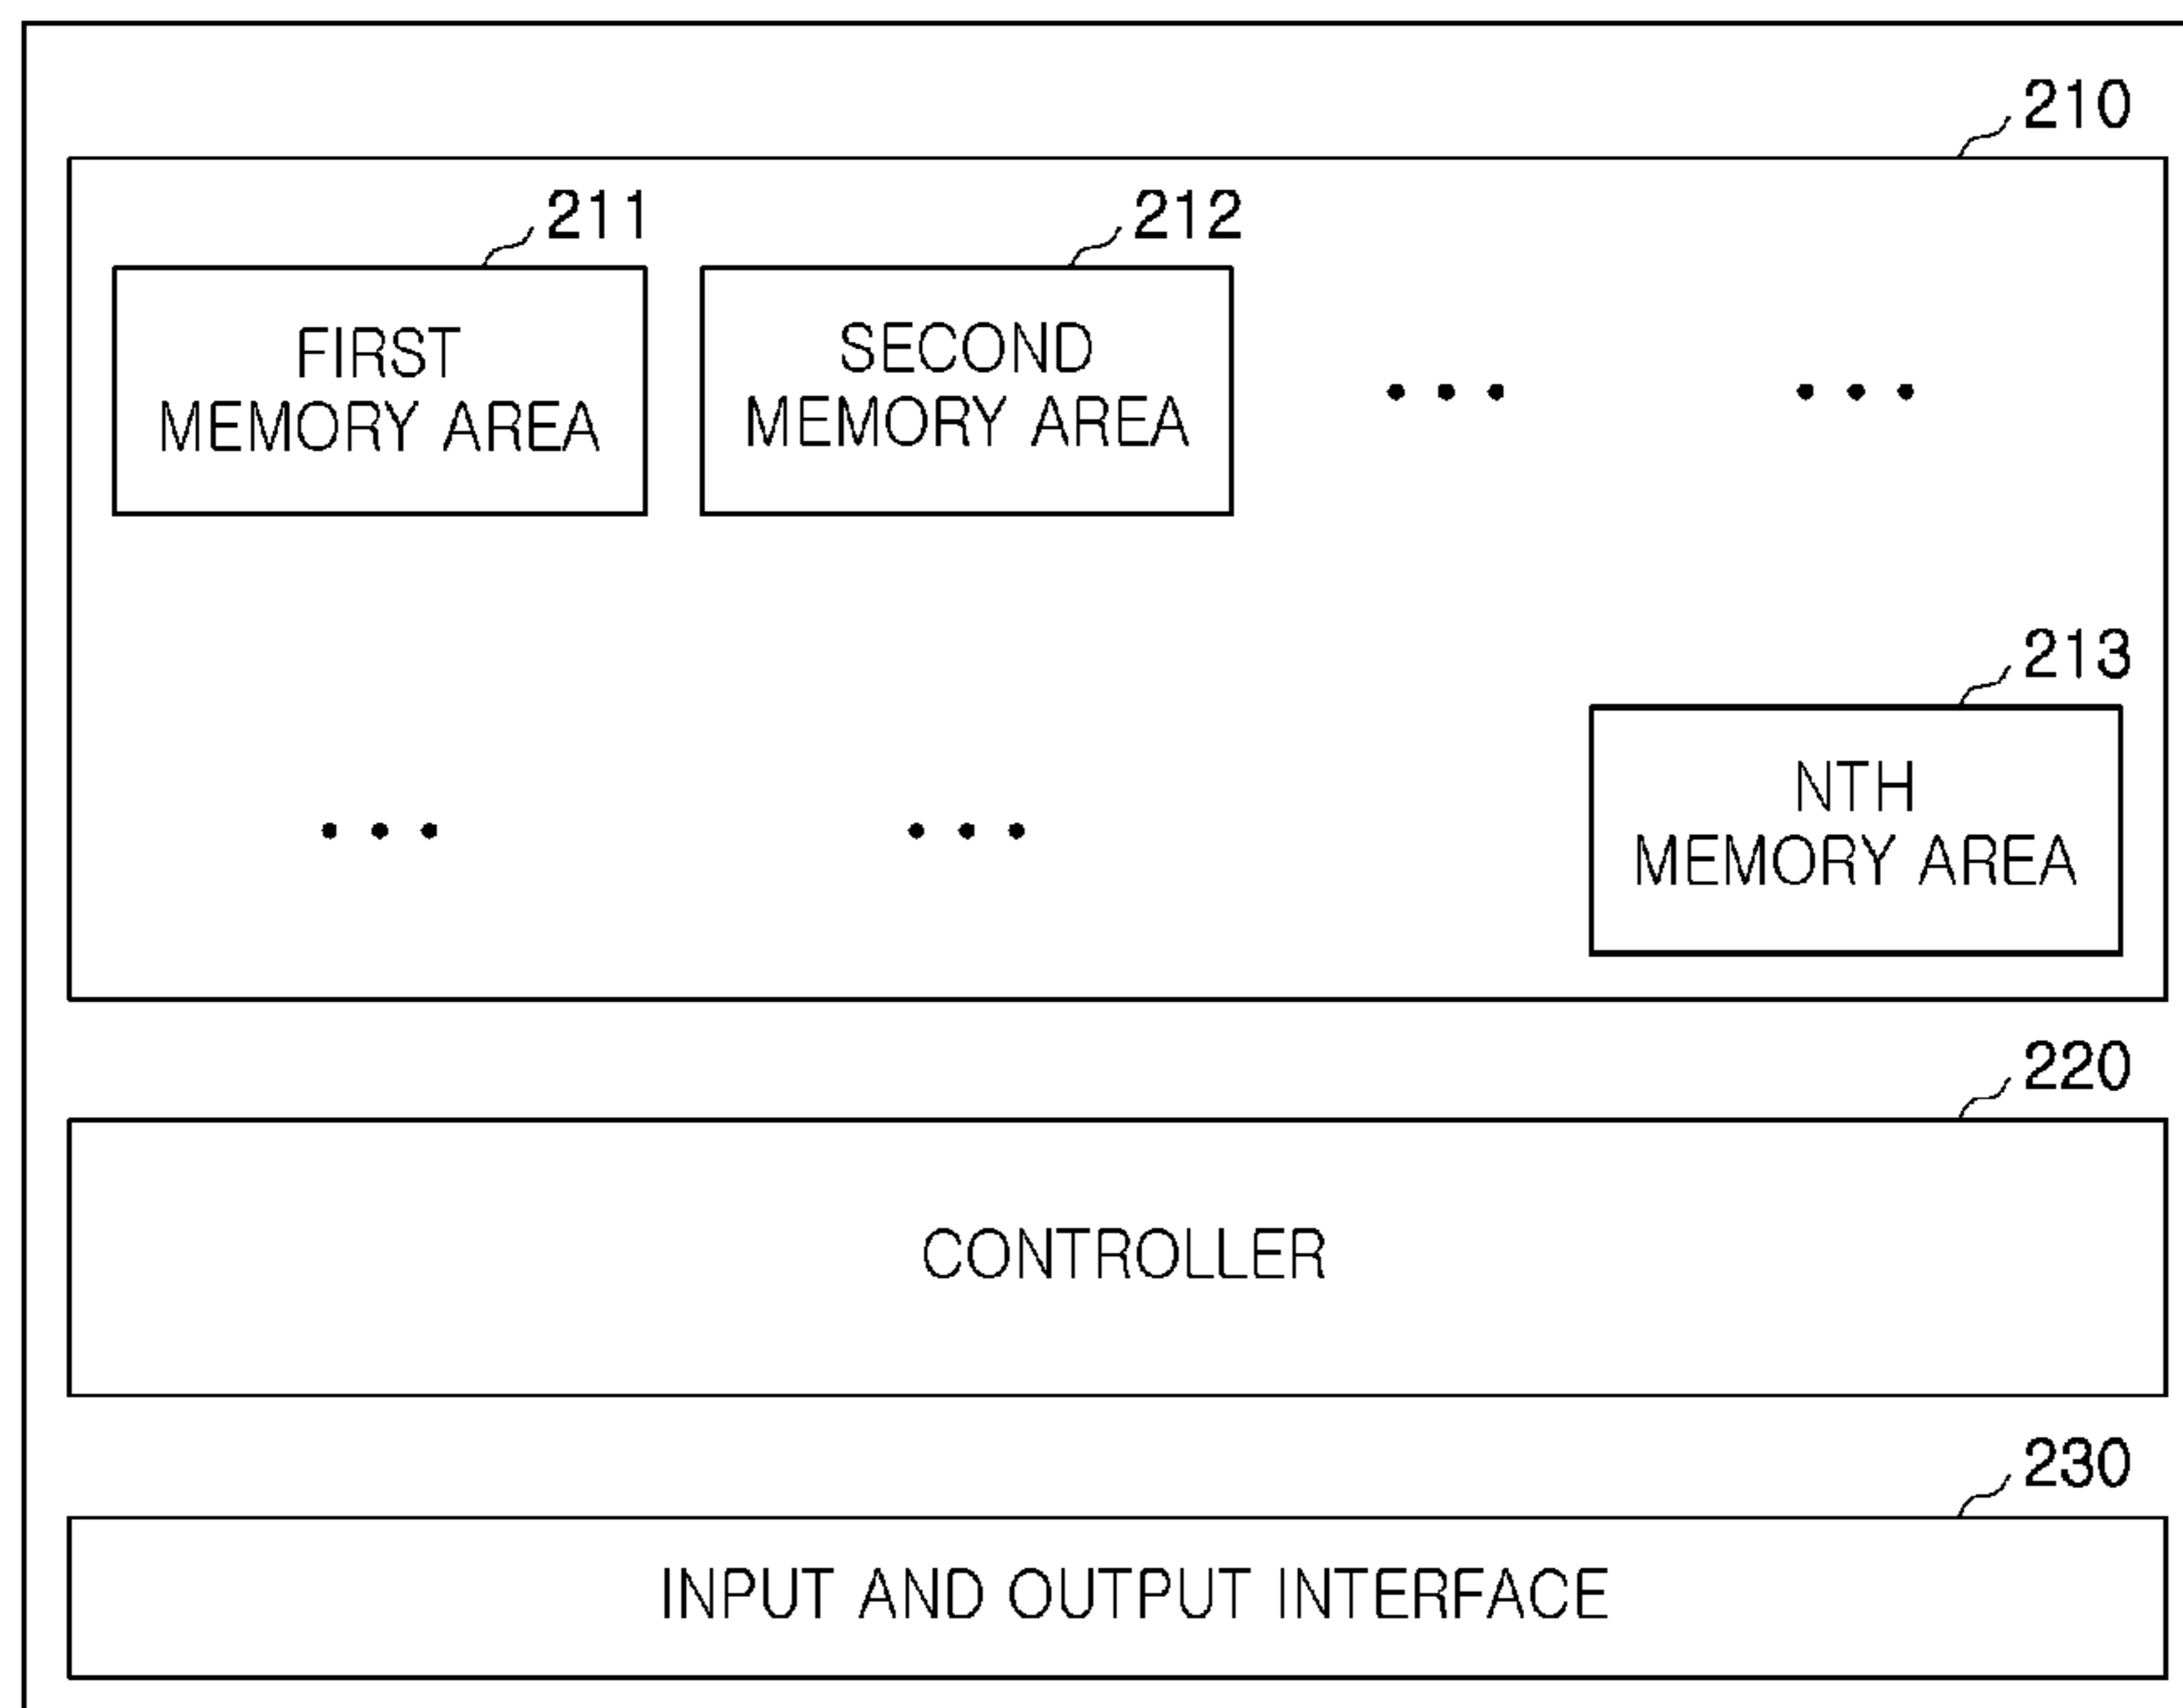 210
211
212
FIRST
MEMORY AREA
SECOND
MEMORY AREA
• • •
• • •
213
NTH
MEMORY AREA
• • •
• • •
220
CONTROLLER
230
INPUT AND OUTPUT INTERFACE